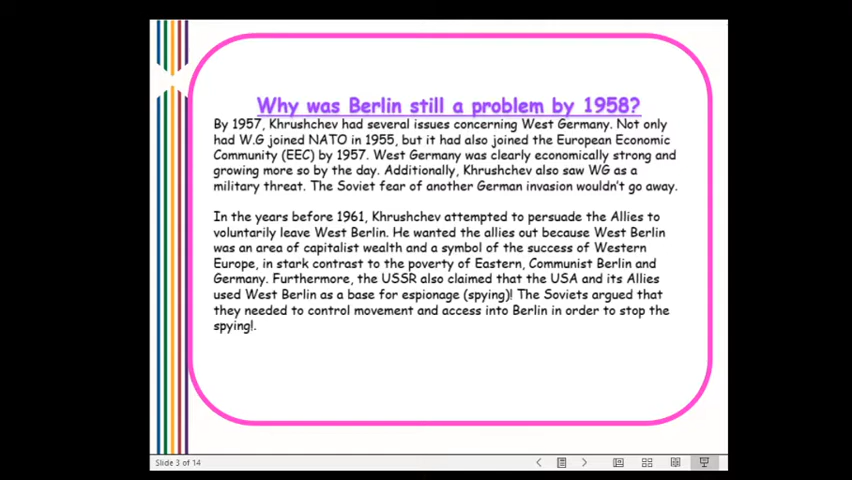 Why was Berlin still a problem by 1958?
By 1957, Khrushchev had several issues concerning West Germany. Not only
had W.G joined NATO in 1955, but it had also joined the European Economic
Community (EEC) by 1957. West Germany was clearly economically strong and
growing more so by the day. Additionally, Khrushchev also saw WG as a
military threat. The Soviet fear of another German invasion wouldn't go away.
In the years before 1961, Khrushchev attempted to persuade the Allies to
voluntarily leave West Berlin. He wanted the allies out because West Berlin
was an area of capitalist wealth and a symbol of the success of Western
Europe, in stark contrast to the poverty of Eastern, Communist Berlin and
Germany. Furthermore, the USSR also claimed that the USA and its Allies
used West Berlin as a base for espionage (spying)! The Soviets argued that
they needed to control movement and access into Berlin in order to stop the
spying!.
Slide 3 of 14